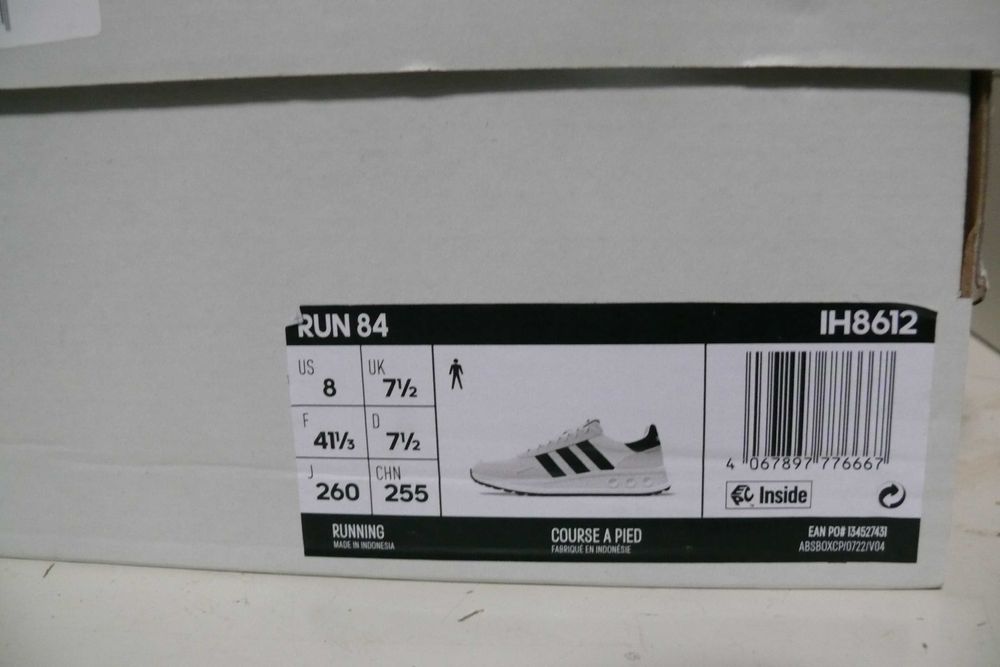 RUN 84 IH8612
US 8 UK 7½
F 41⅓ D 7½
J 260 CHN 255
4 067897 776667
Inside
RUNNING
MADE IN INDONESIA
COURSE A PIED
FABRIQUÉ EN INDONÉSIE
EAN PO# 134527431
ABSBOXCP/0722/V04